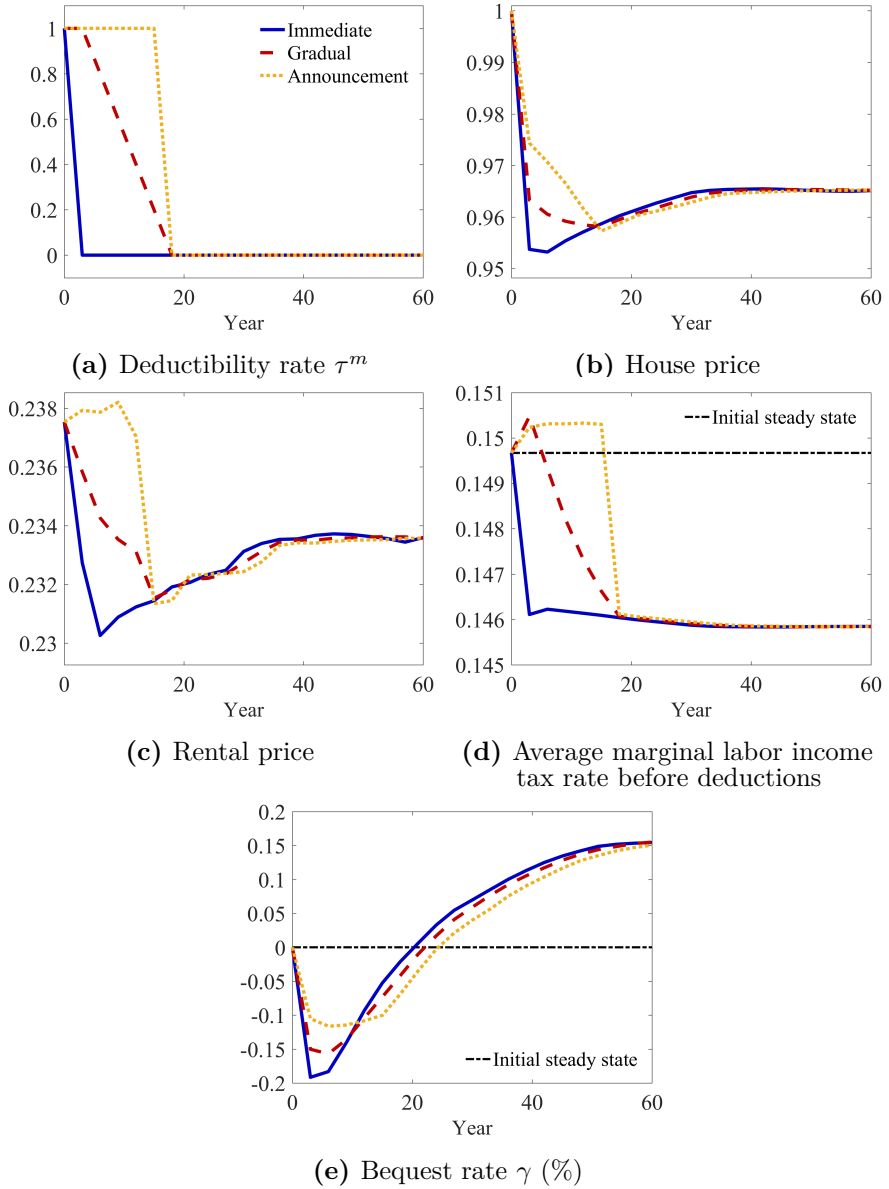 1
0.8
0.6
0.4
0.2
0
0 20 40 60
Year
Immediate
Gradual
Announcement
(a) Deductibility rate τ^m
1
0.99
0.98
0.97
0.96
0.95
0 20 40 60
Year
(b) House price
0.238
0.236
0.234
0.232
0.23
0 20 40 60
Year
(c) Rental price
0.151
0.15
0.149
0.148
0.147
0.146
0.145
0 20 40 60
Year
Initial steady state
(d) Average marginal labor income
tax rate before deductions
0.2
0.15
0.1
0.05
0
-0.05
-0.1
-0.15
-0.2
0 20 40 60
Year
Initial steady state
(e) Bequest rate γ (%)